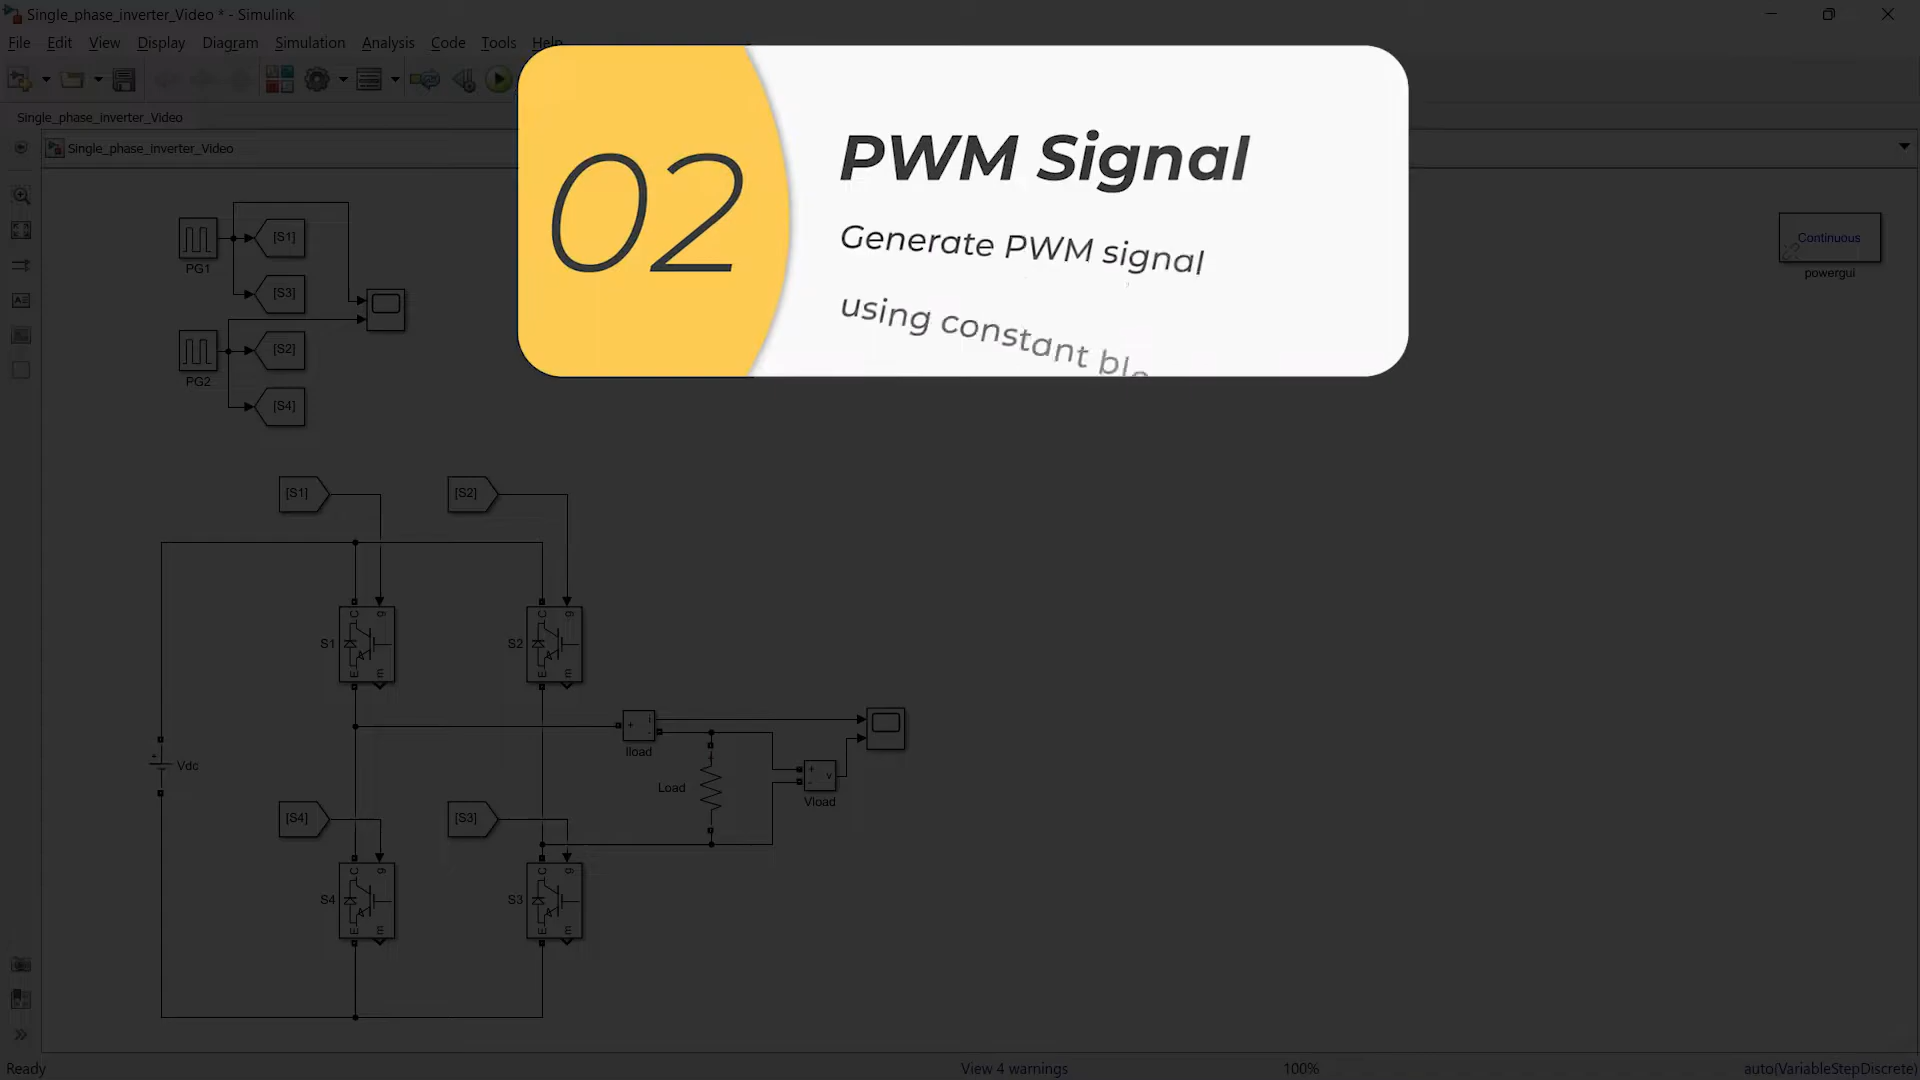 Single_phase_inverter_Video * - Simulink
File Edit View Display Diagram Simulation Analysis Code Tools Help
Single_phase_inverter_Video
Single_phase_inverter_Video
02
PWM Signal
Generate PWM signal
using constant
[S1]
PG1
[S3]
[S2]
PG2
[S4]
Continuous
powergui
[S1]
[S2]
C g
S1
E m
C g
S2
E m
+ i
-
Iload
+
Vdc
Load
+
- v
Vload
[S4]
[S3]
C g
S4
E m
C g
S3
E m
Ready
View 4 warnings
100%
auto(VariableStepDiscrete)